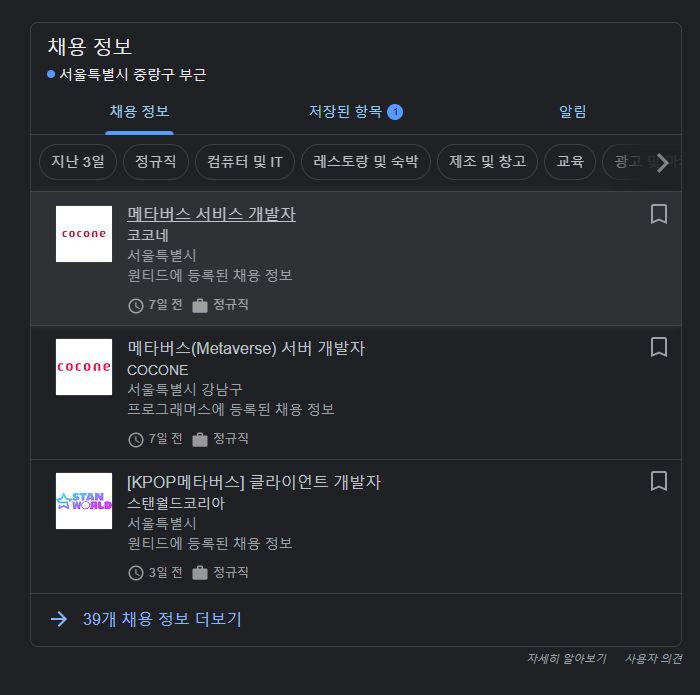 채용 정보
서울특별시 중랑구 부근
채용 정보 저장된 항목 1 알림
지난 3일 정규직 컴퓨터 및 IT 레스토랑 및 숙박 제조 및 창고 교육 광고 및
cocone
메타버스 서비스 개발자
코코네
서울특별시
원티드에 등록된 채용 정보
7일 전 정규직
cocone
메타버스(Metaverse) 서버 개발자
COCONE
서울특별시 강남구
프로그래머스에 등록된 채용 정보
7일 전 정규직
STAN WORLD
[KPOP메타버스] 클라이언트 개발자
스탠월드코리아
서울특별시
원티드에 등록된 채용 정보
3일 전 정규직
39개 채용 정보 더보기
자세히 알아보기 사용자 의견